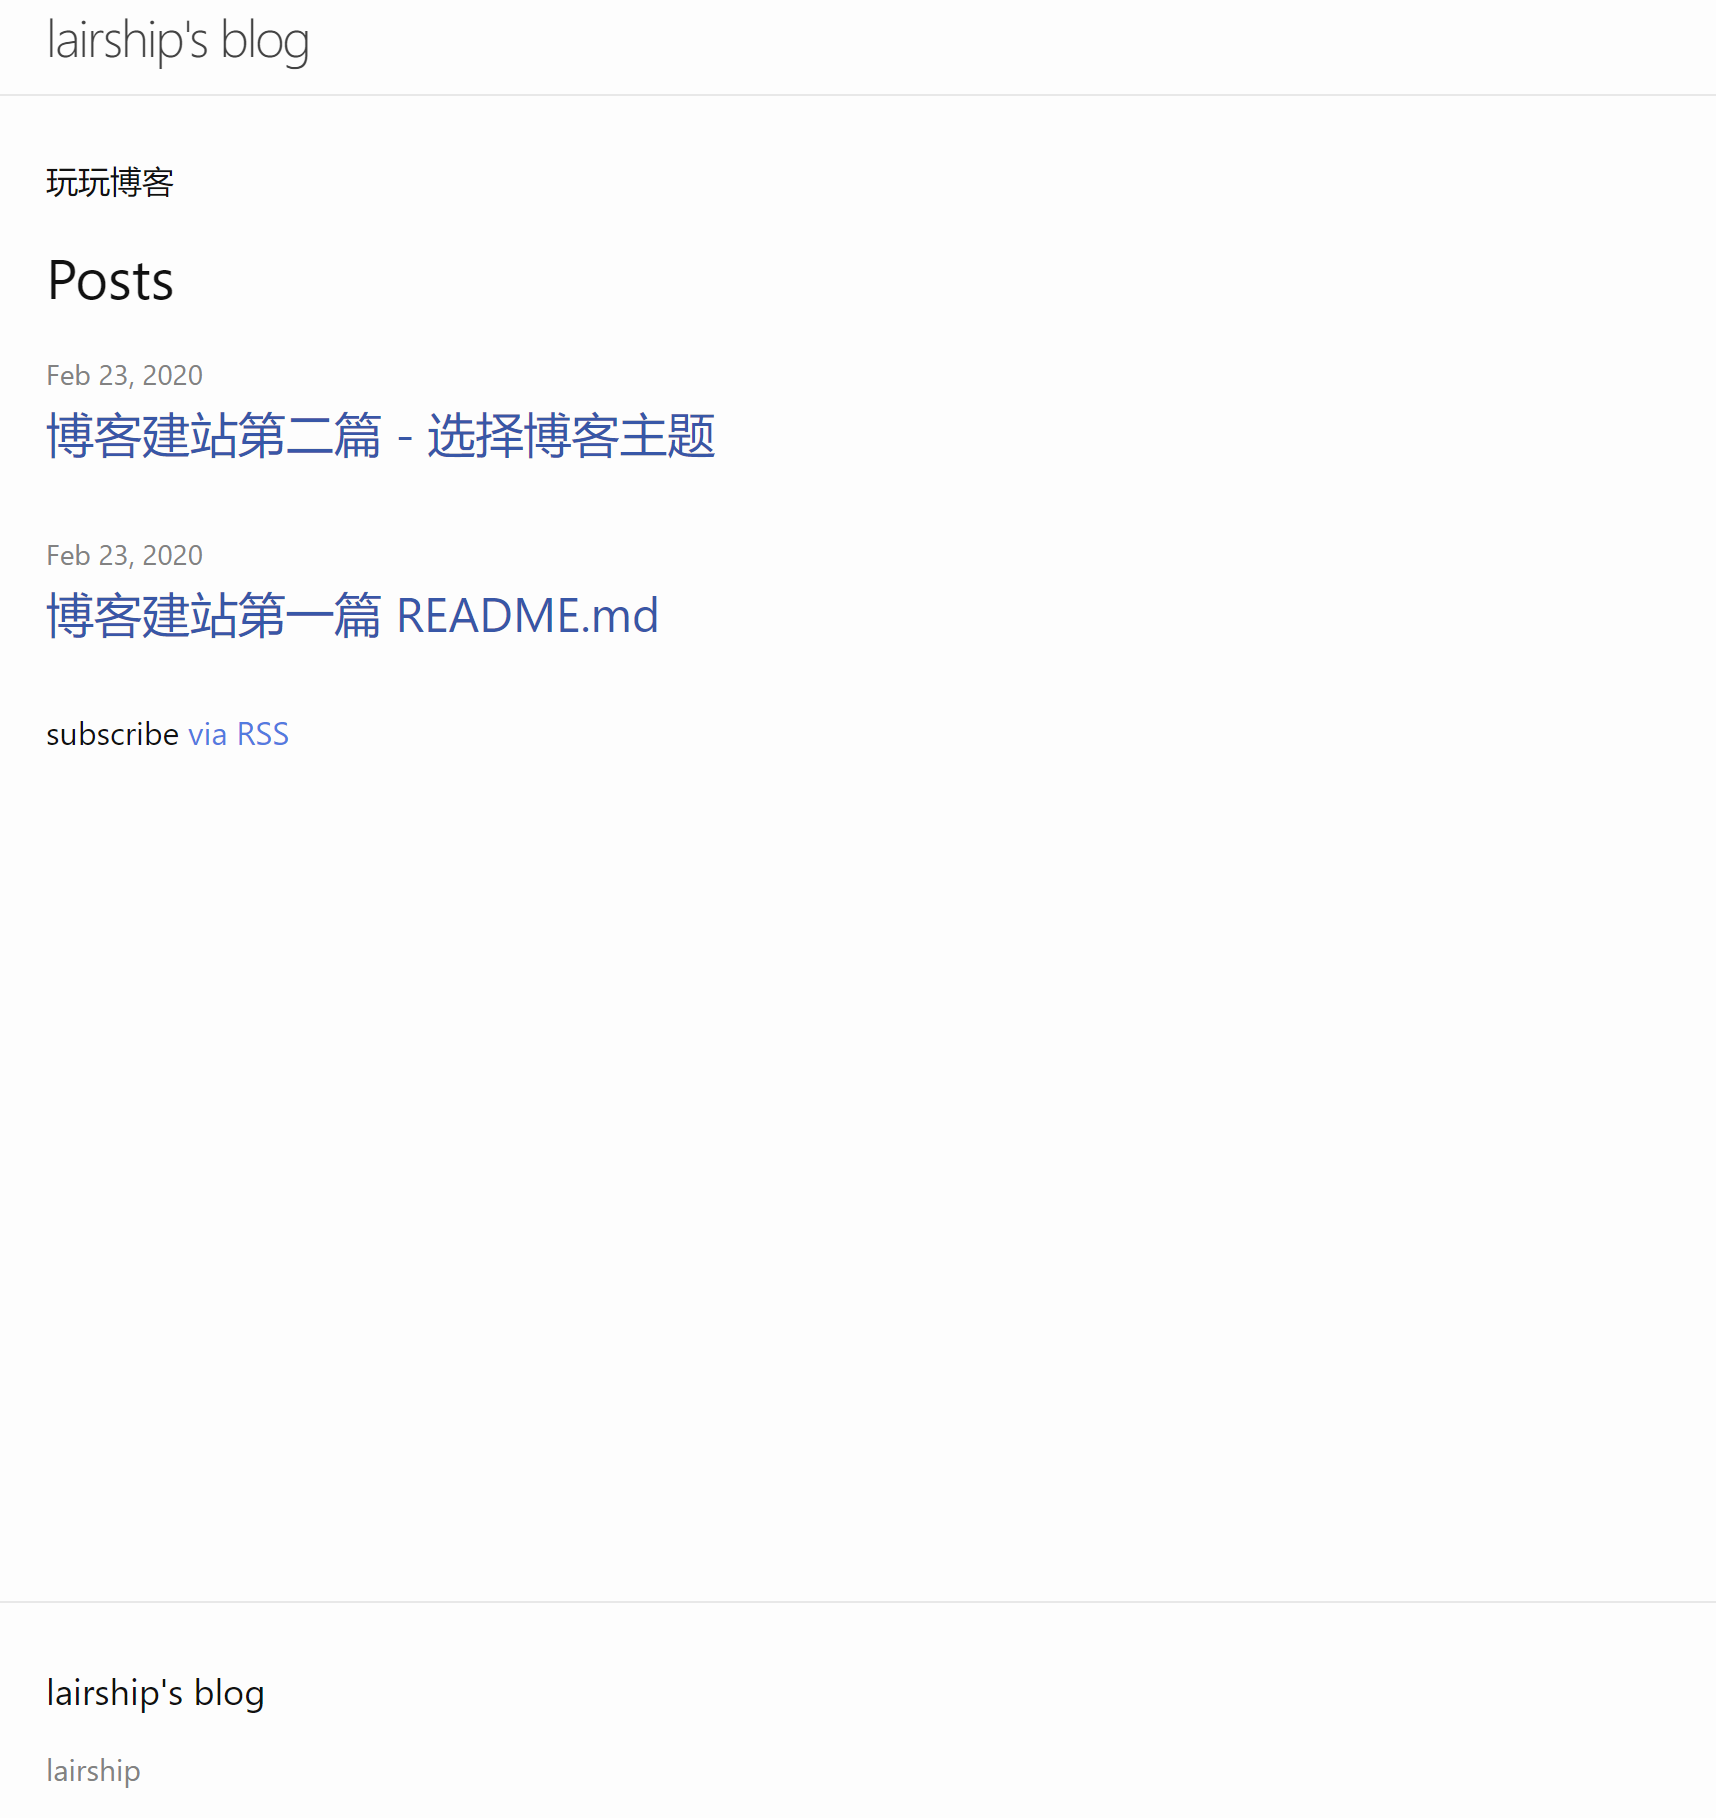 lairship's blog
玩玩博客
Posts
Feb 23, 2020
博客建站第二篇 - 选择博客主题
Feb 23, 2020
博客建站第一篇 README.md
subscribe via RSS
lairship's blog
lairship